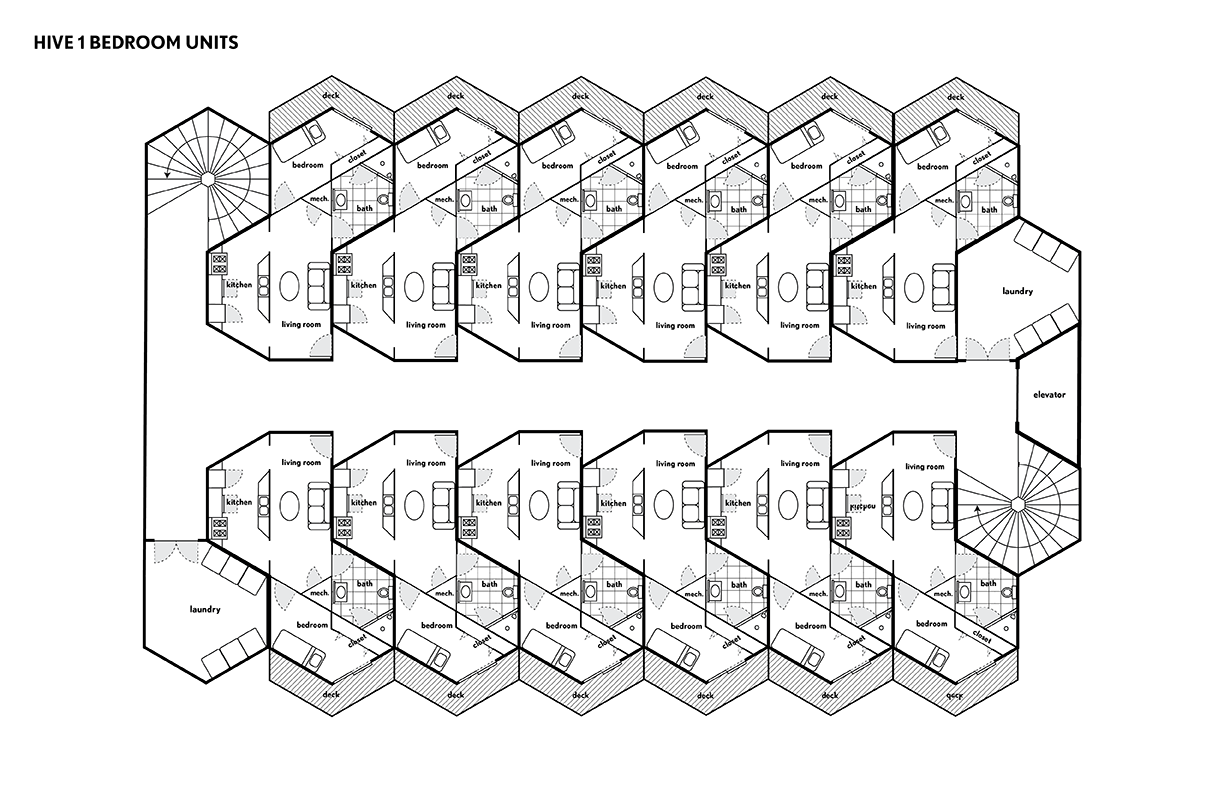 HIVE 1 BEDROOM UNITS
deck
deck
deck
deck
deck
deck
closet
closet
closet
closet
closet
closet
bedroom
bedroom
bedroom
bedroom
bedroom
bedroom
mech.
mech.
mech.
mech.
mech.
mech.
bath
bath
bath
bath
bath
bath
kitchen
kitchen
kitchen
kitchen
kitchen
kitchen
laundry
living room
living room
living room
living room
living room
living room
elevator
living room
living room
living room
living room
living room
living room
kitchen
kitchen
kitchen
kitchen
kitchen
kitchen
bath
bath
bath
bath
bath
bath
mech.
mech.
mech.
mech.
mech.
mech.
laundry
bedroom
bedroom
bedroom
bedroom
bedroom
bedroom
closet
closet
closet
closet
closet
closet
deck
deck
deck
deck
deck
deck